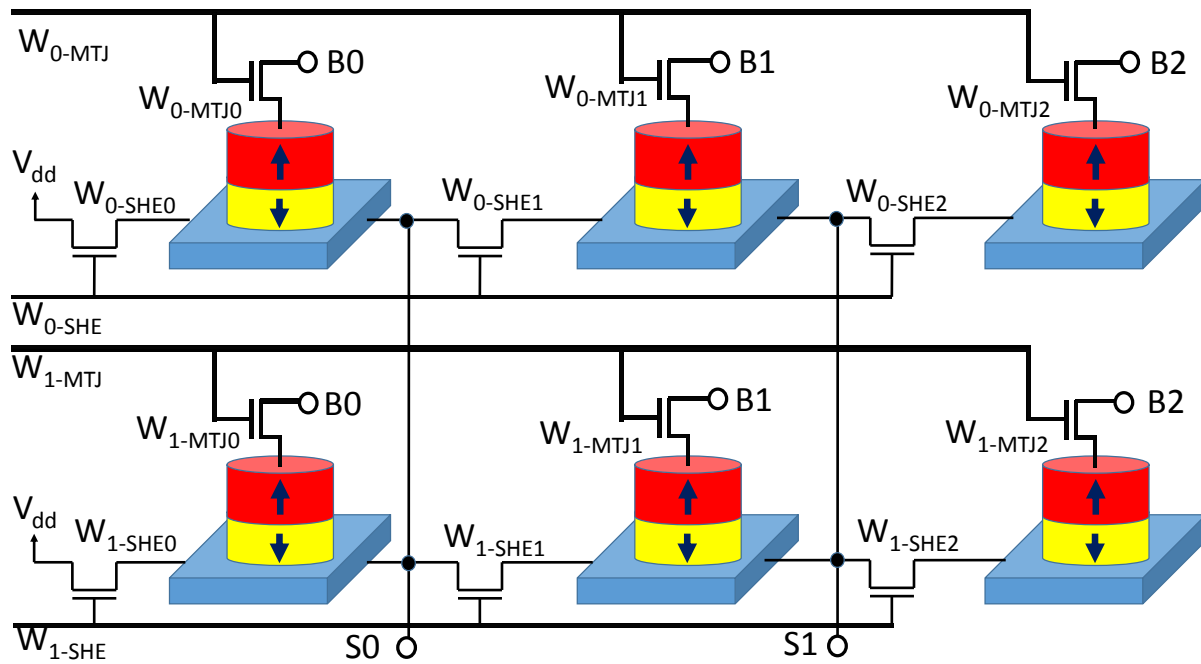 W0-MTJ
B0
B1
B2
W0-MTJ0
W0-MTJ1
W0-MTJ2
Vdd
W0-SHE0
W0-SHE1
W0-SHE2
W0-SHE
W1-MTJ
B0
B1
B2
W1-MTJ0
W1-MTJ1
W1-MTJ2
Vdd
W1-SHE0
W1-SHE1
W1-SHE2
W1-SHE
S0
S1